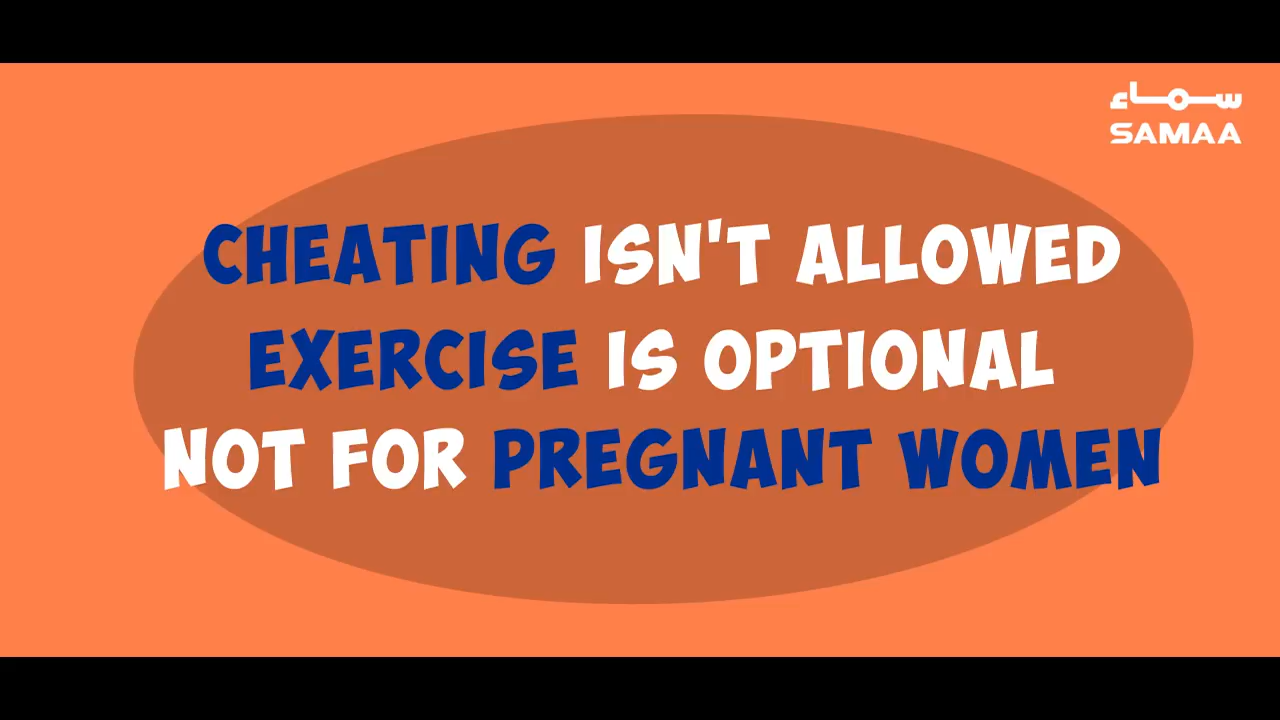 سماء
SAMAA
CHEATING ISN'T ALLOWED
EXERCISE IS OPTIONAL
NOT FOR PREGNANT WOMEN